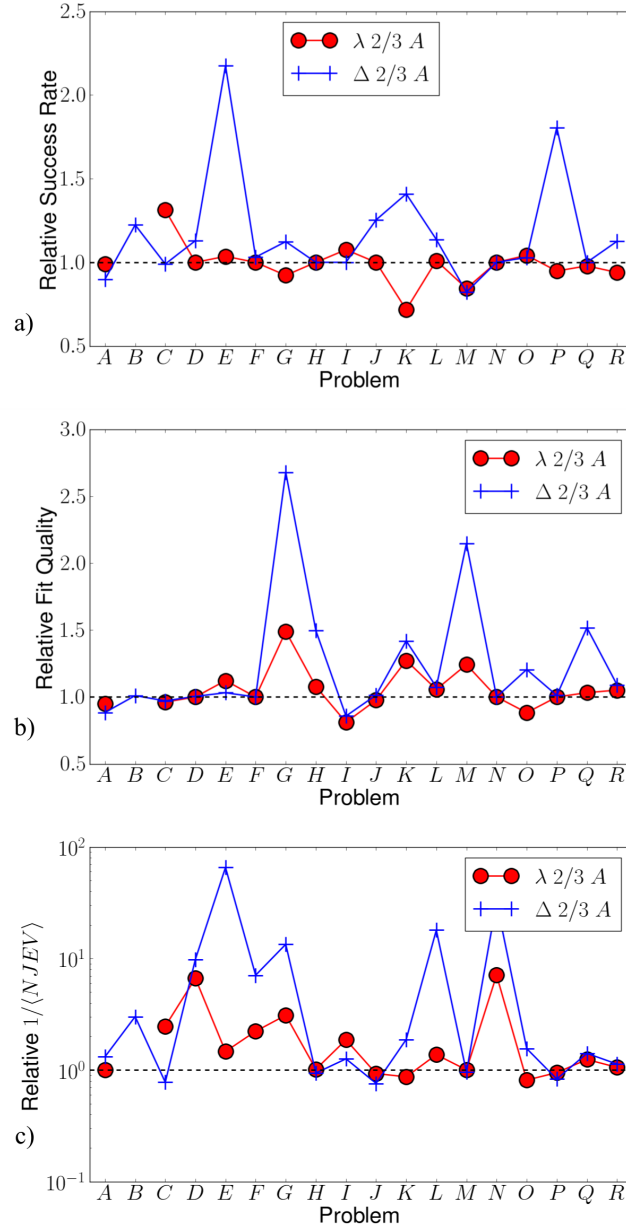 2.5
λ 2/3 A
Δ 2/3 A
2.0
1.5
1.0
0.5
Relative Success Rate
a)
A B C D E F G H I J K L M N O P Q R
Problem
3.0
λ 2/3 A
Δ 2/3 A
2.5
2.0
1.5
1.0
0.5
Relative Fit Quality
b)
A B C D E F G H I J K L M N O P Q R
Problem
10²
λ 2/3 A
Δ 2/3 A
10¹
10⁰
10⁻¹
Relative 1/⟨NJEV⟩
c)
A B C D E F G H I J K L M N O P Q R
Problem